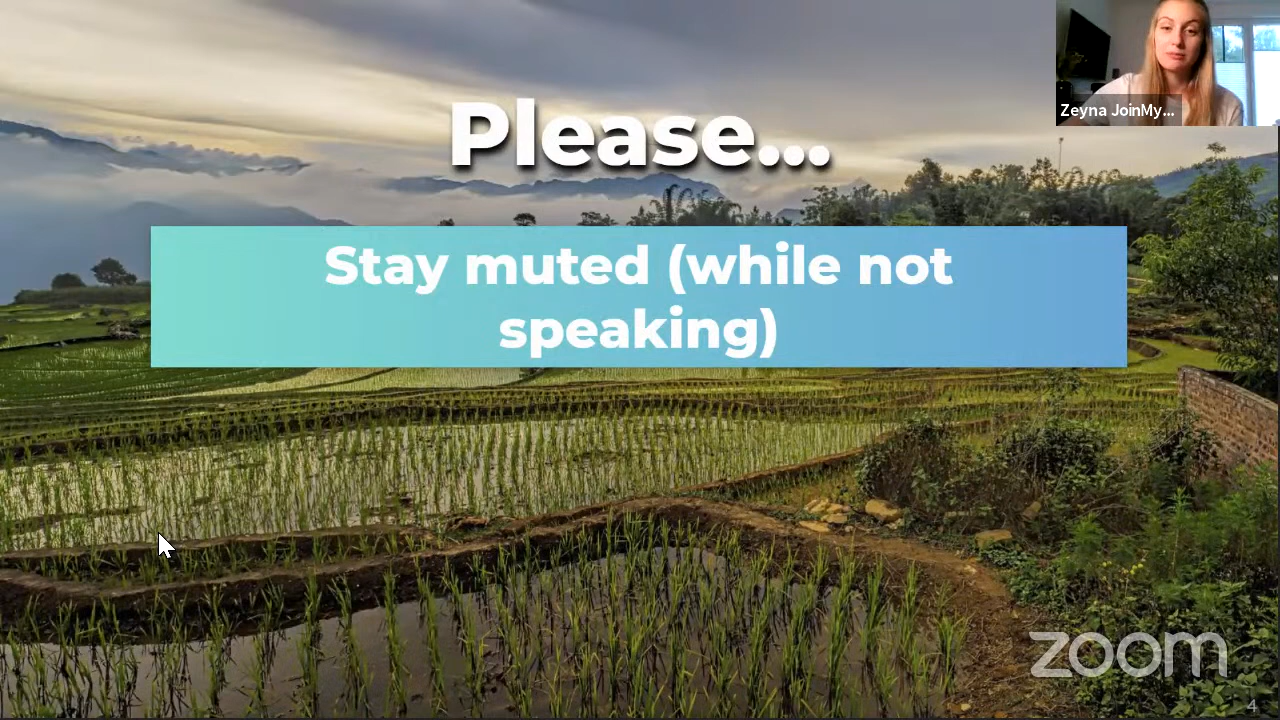 Zeyna JoinMy...
Please...
Stay muted (while not
speaking)
zoom
4